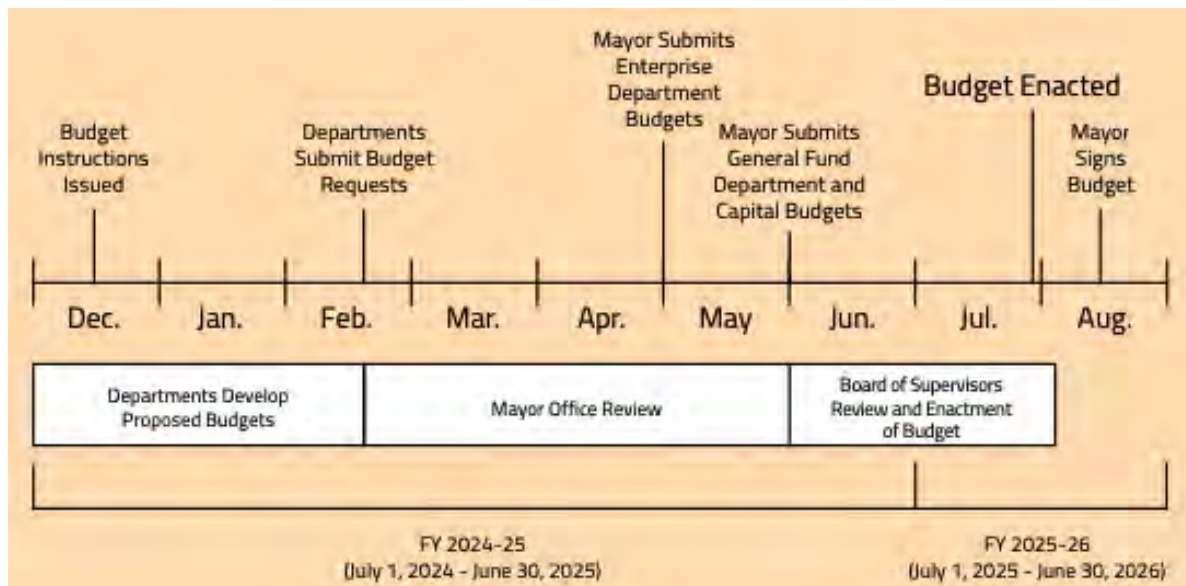 Budget
Instructions
Issued
Departments
Submit Budget
Requests
Mayor Submits
Enterprise
Department
Budgets
Mayor Submits
General Fund
Department and
Capital Budgets
Budget Enacted
Mayor
Signs
Budget
Dec.
Jan.
Feb.
Mar.
Apr.
May
Jun.
Jul.
Aug.
Departments Develop
Proposed Budgets
Mayor Office Review
Board of Supervisors
Review and Enactment
of Budget
FY 2024-25
(July 1, 2024 - June 30, 2025)
FY 2025-26
(July 1, 2025 - June 30, 2026)